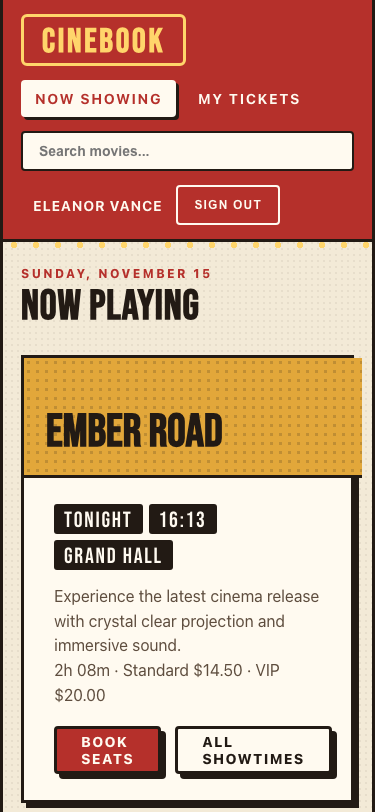 CINEBOOK
NOW SHOWING MY TICKETS
Search movies...
ELEANOR VANCE SIGN OUT
SUNDAY, NOVEMBER 15
NOW PLAYING
EMBER ROAD
TONIGHT 16:13
GRAND HALL
Experience the latest cinema release
with crystal clear projection and
immersive sound.
2h 08m · Standard $14.50 · VIP
$20.00
BOOK SEATS
ALL SHOWTIMES